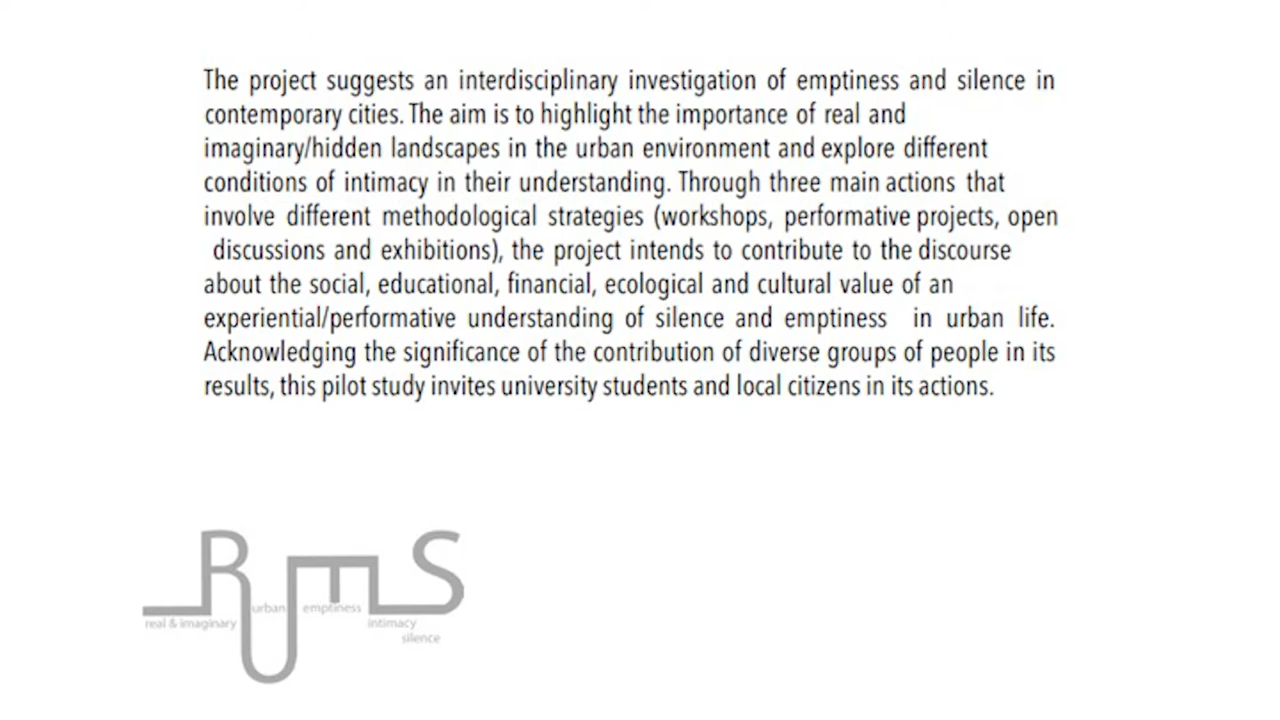 The project suggests an interdisciplinary investigation of emptiness and silence in
contemporary cities. The aim is to highlight the importance of real and
imaginary/hidden landscapes in the urban environment and explore different
conditions of intimacy in their understanding. Through three main actions that
involve different methodological strategies (workshops, performative projects, open
discussions and exhibitions), the project intends to contribute to the discourse
about the social, educational, financial, ecological and cultural value of an
experiential/performative understanding of silence and emptiness in urban life.
Acknowledging the significance of the contribution of diverse groups of people in its
results, this pilot study invites university students and local citizens in its actions.
RUmS
urban emptiness
real & imaginary intimacy
silence